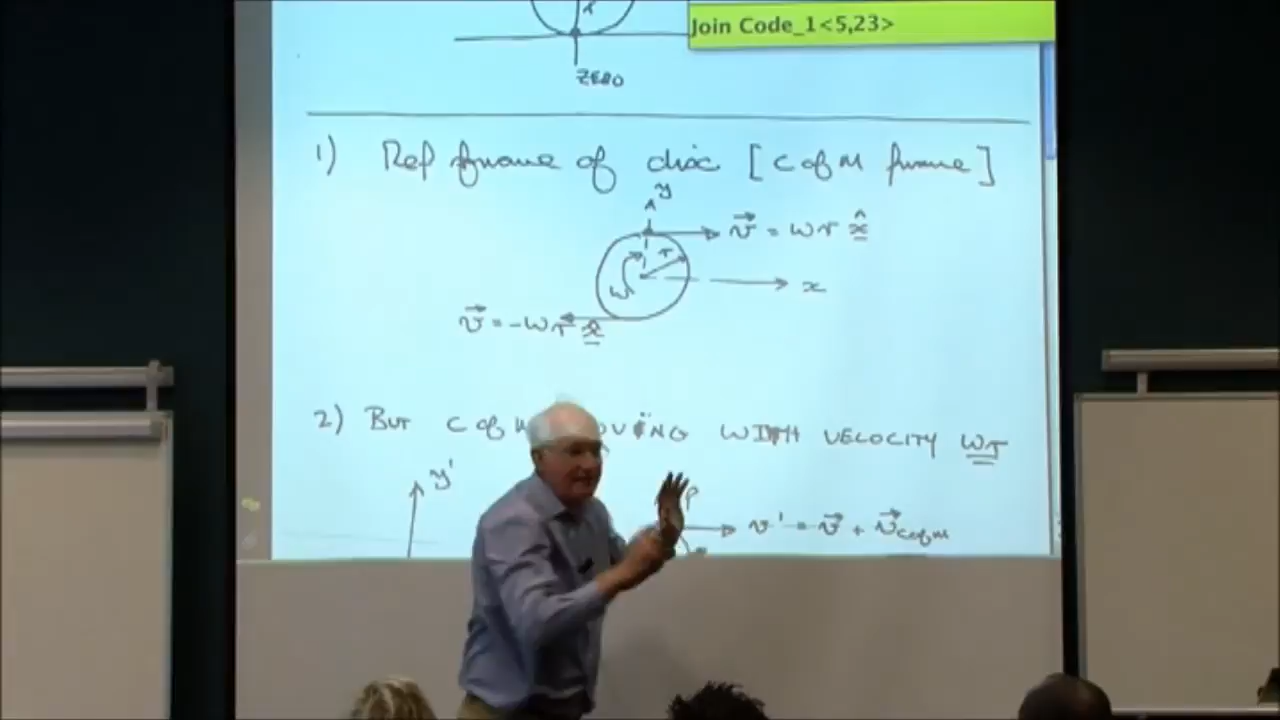 Join Code_1<5,23>
r
ZERO
1) Ref frame of disc [C of M frame]
y
v⃗ = ωr x̂
r
ω
x
v⃗ = -ωr x̂
2) BUT C of M MOVING WITH VELOCITY ωr
y'
P
v' = v⃗ + v⃗ C of M